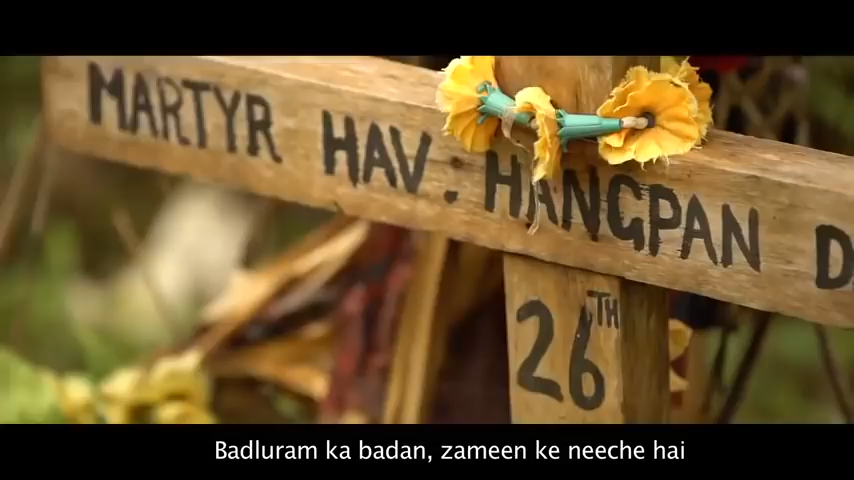 MARTYR HAV. HANGPAN D
26TH
Badluram ka badan, zameen ke neeche hai